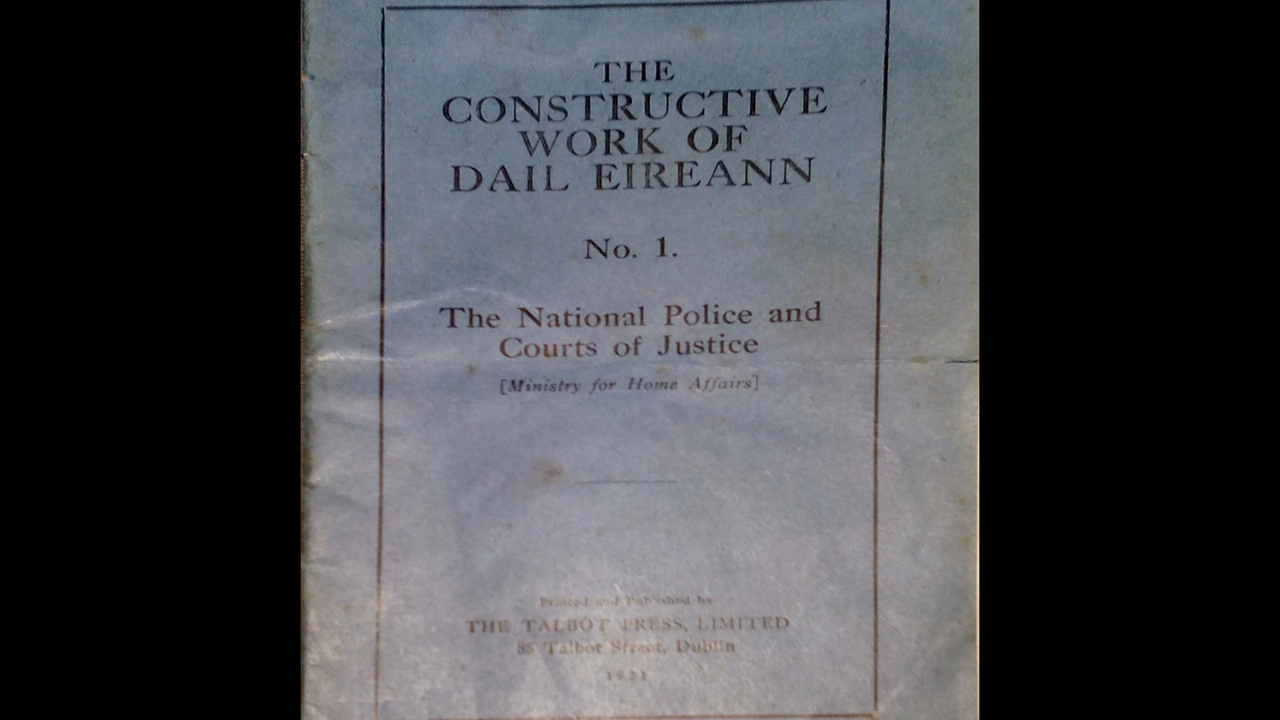 THE
CONSTRUCTIVE
WORK OF
DAIL EIREANN
No. 1.
The National Police and
Courts of Justice
[Ministry for Home Affairs]
Printed and Published by
THE TALBOT PRESS, LIMITED
85 Talbot Street, Dublin
1921